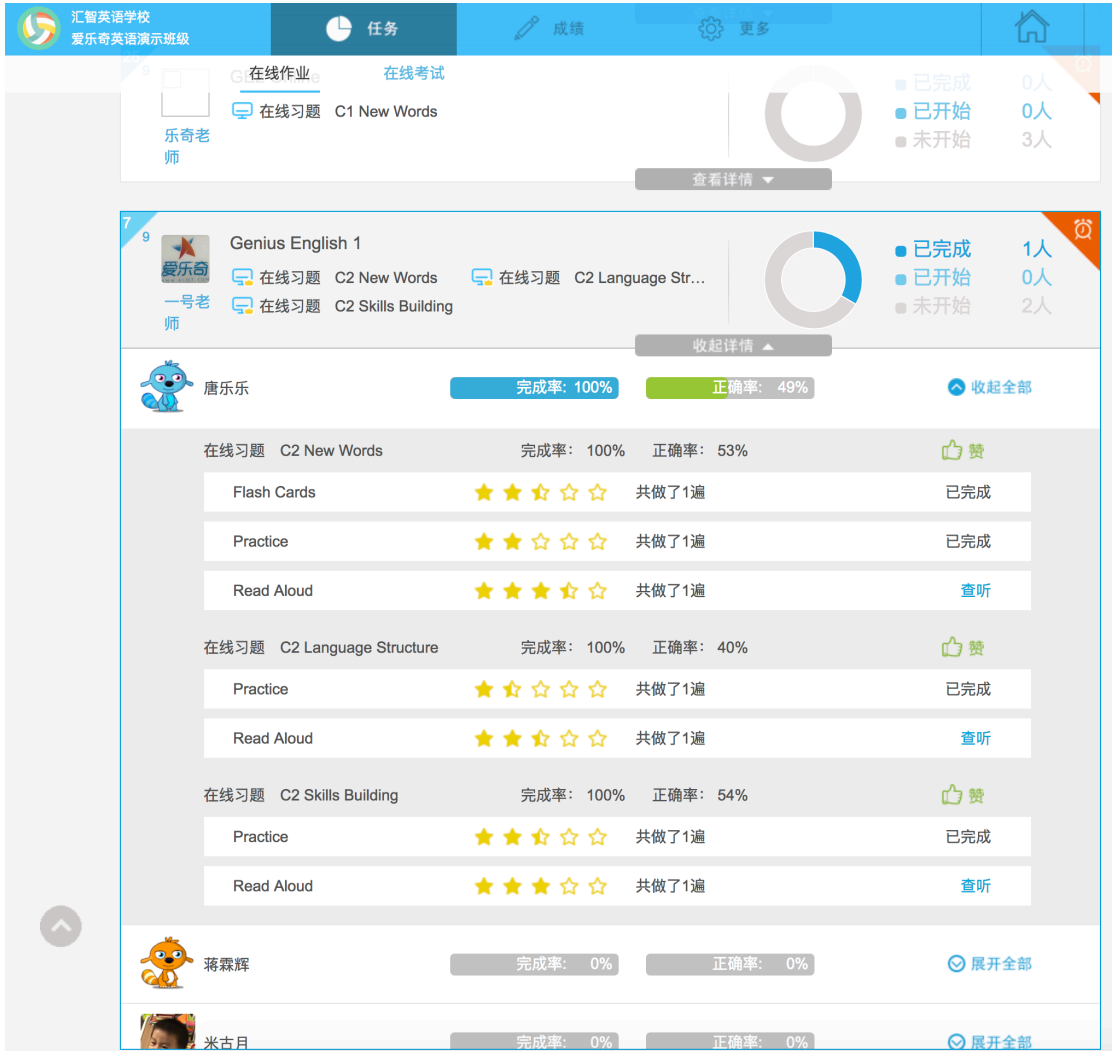 汇智英语学校
爱乐奇英语演示班级
任务
成绩
更多
在线作业
在线考试
9
已完成 0人
在线习题 C1 New Words
已开始 0人
未开始 3人
乐奇老
师
查看详情
7
9
爱乐奇
一号老
师
Genius English 1
在线习题 C2 New Words
在线习题 C2 Language Str...
在线习题 C2 Skills Building
已完成 1人
已开始 0人
未开始 2人
收起详情
唐乐乐 完成率: 100% 正确率: 49% 收起全部
在线习题 C2 New Words 完成率: 100% 正确率: 53% 赞
Flash Cards 共做了1遍 已完成
Practice 共做了1遍 已完成
Read Aloud 共做了1遍 查听
在线习题 C2 Language Structure 完成率: 100% 正确率: 40% 赞
Practice 共做了1遍 已完成
Read Aloud 共做了1遍 查听
在线习题 C2 Skills Building 完成率: 100% 正确率: 54% 赞
Practice 共做了1遍 已完成
Read Aloud 共做了1遍 查听
蒋霖辉 完成率: 0% 正确率: 0% 展开全部
米古月 完成率: 0% 正确率: 0% 展开全部